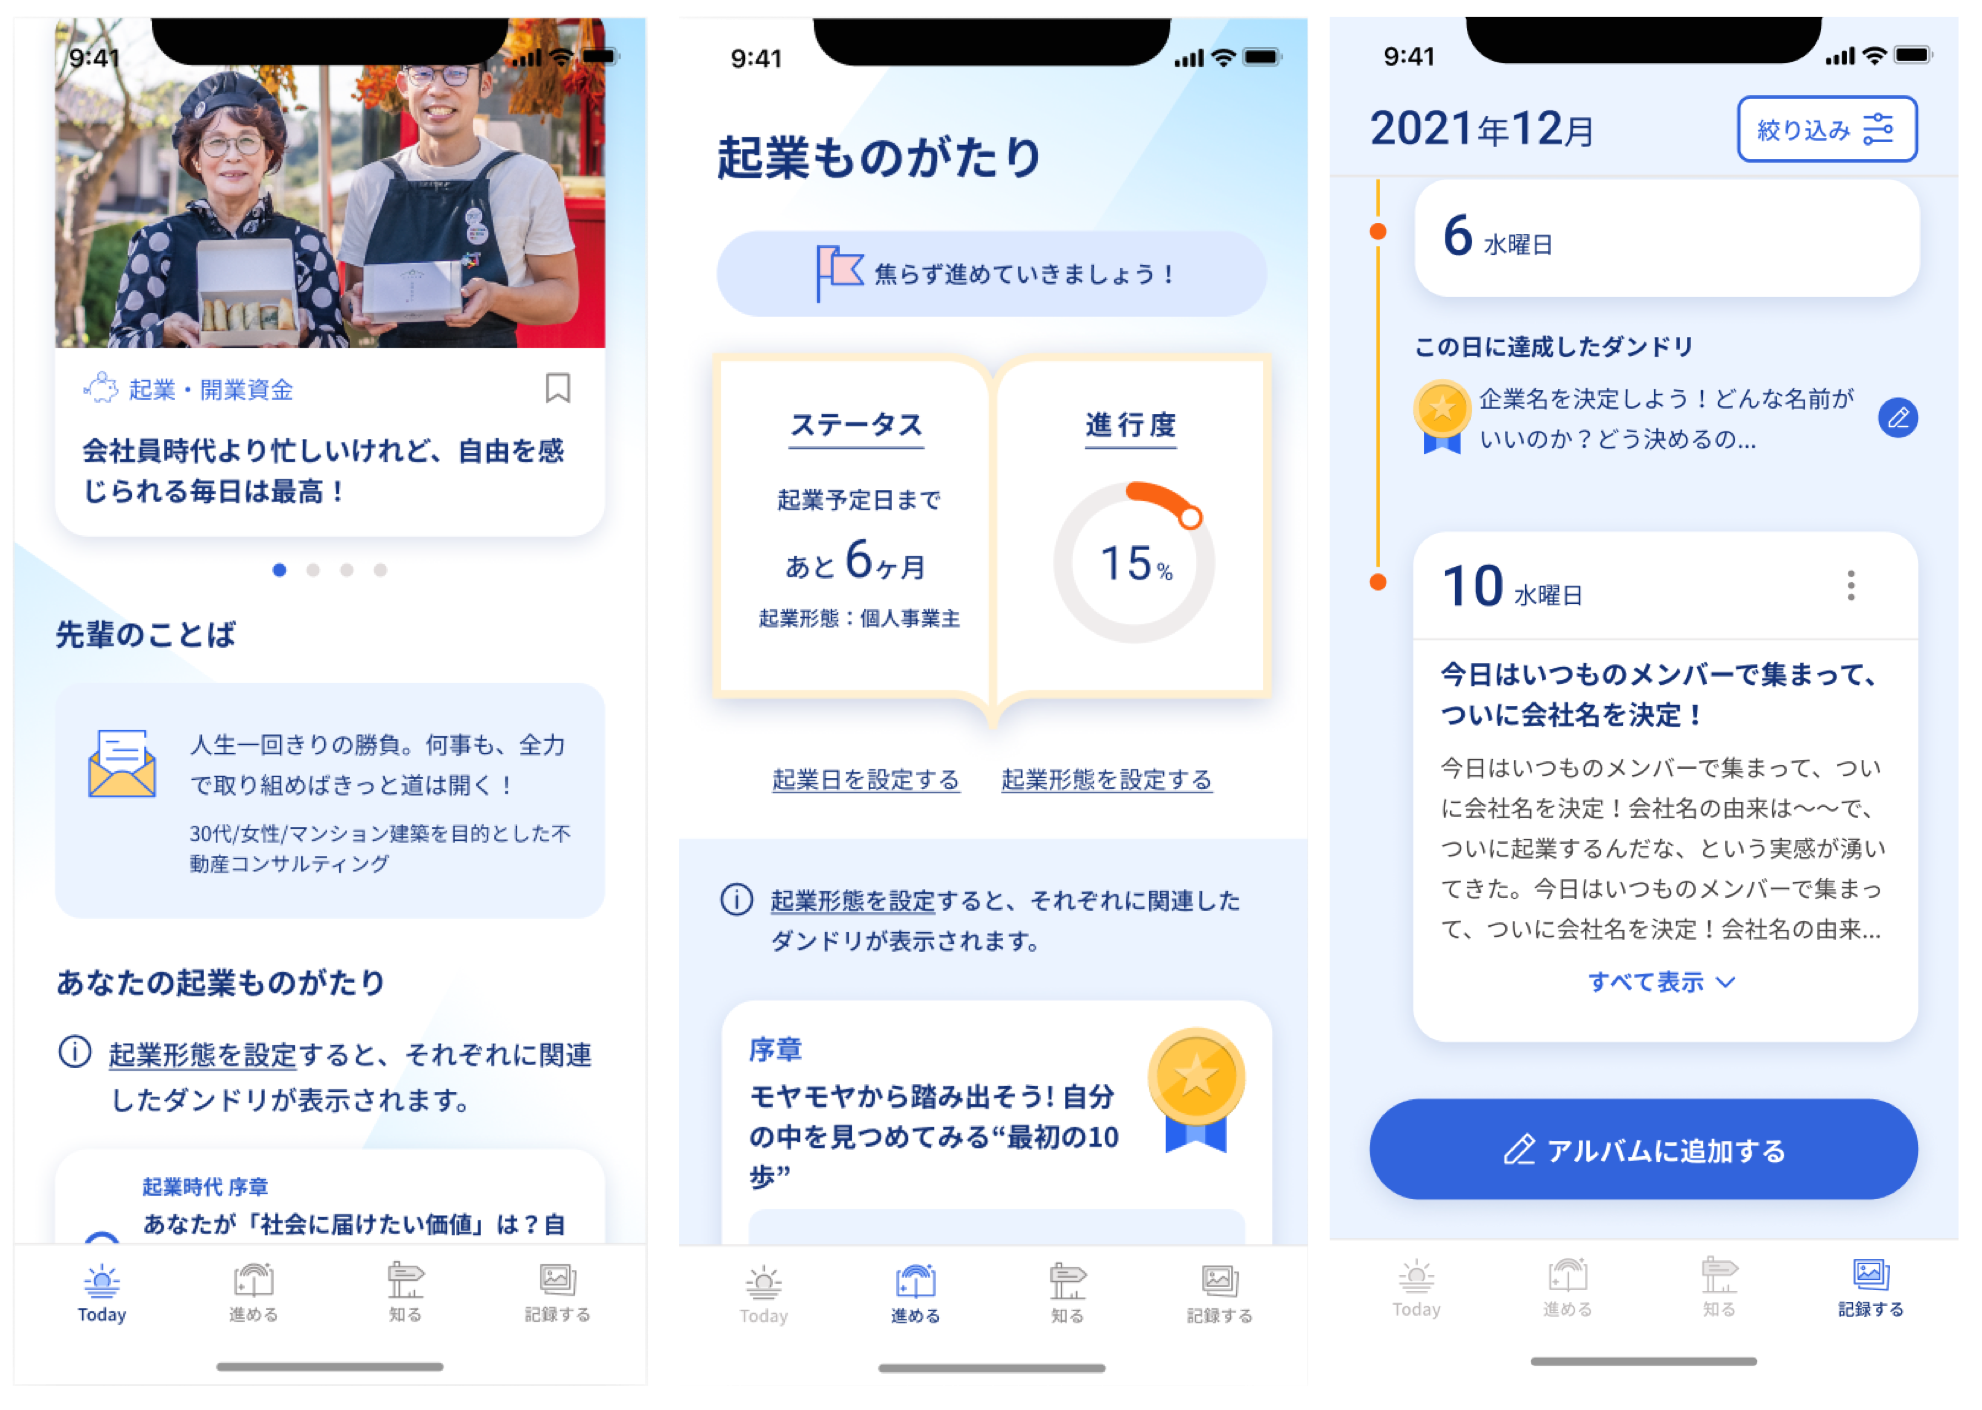 9:41
起業・開業資金
会社員時代より忙しいけれど、自由を感
じられる毎日は最高！
先輩のことば
人生一回きりの勝負。何事も、全力
で取り組めばきっと道は開く！
30代/女性/マンション建築を目的とした不
動産コンサルティング
あなたの起業ものがたり
起業形態を設定すると、それぞれに関連
したダンドリが表示されます。
起業時代 序章
あなたが「社会に届けたい価値」は？自
Today
進める
知る
記録する
9:41
起業ものがたり
焦らず進めていきましょう！
ステータス
起業予定日まで
あと6ヶ月
起業形態：個人事業主
進行度
15%
起業日を設定する
起業形態を設定する
起業形態を設定すると、それぞれに関連した
ダンドリが表示されます。
序章
モヤモヤから踏み出そう！自分
の中を見つめてみる“最初の10
歩”
Today
進める
知る
記録する
9:41
2021年12月
絞り込み
6 水曜日
この日に達成したダンドリ
企業名を決定しよう！どんな名前が
いいのか？どう決めるの...
10 水曜日
今日はいつものメンバーで集まって、
ついに会社名を決定！
今日はいつものメンバーで集まって、つい
に会社名を決定！会社名の由来は～～で、
ついに起業するんだな、という実感が湧い
てきた。今日はいつものメンバーで集まっ
て、ついに会社名を決定！会社名の由来...
すべて表示
アルバムに追加する
Today
進める
知る
記録する